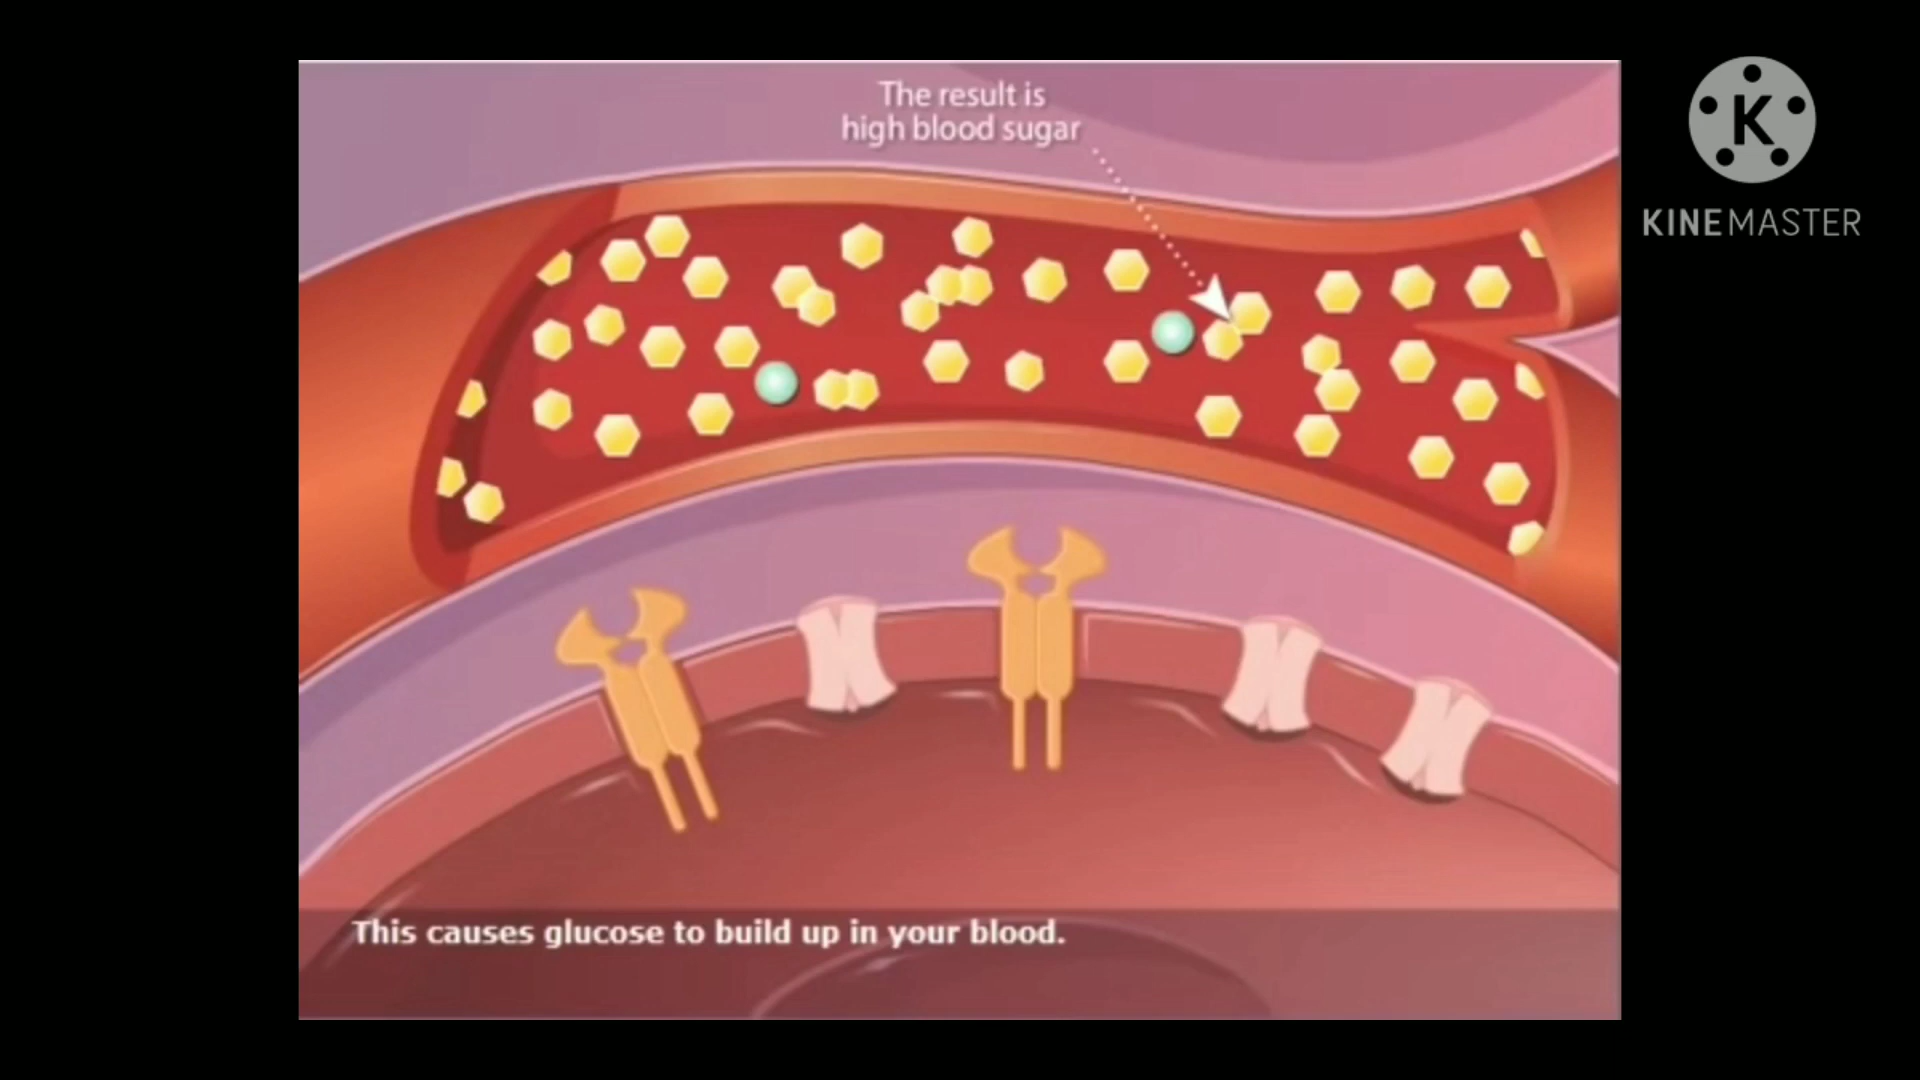 The result is
high blood sugar
K
KINEMASTER
This causes glucose to build up in your blood.